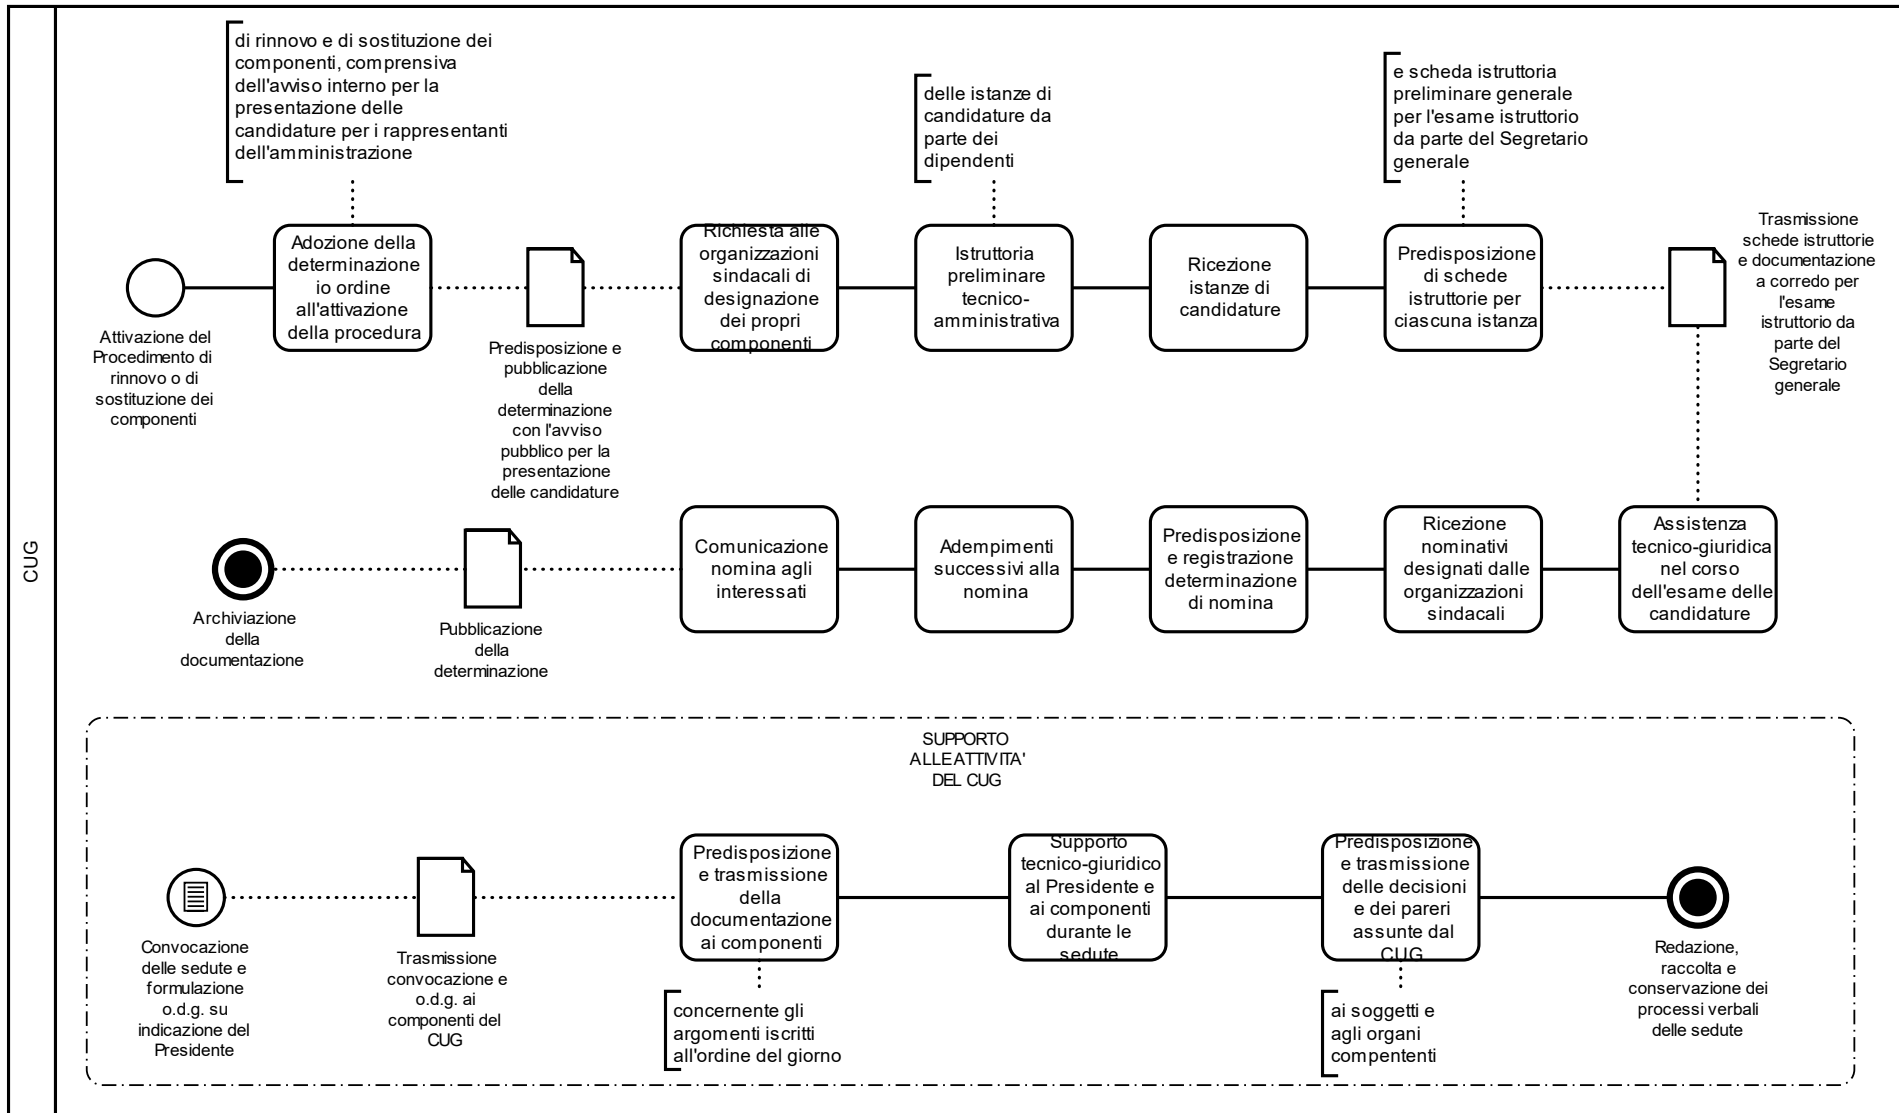 CUG
di rinnovo e di sostituzione dei
componenti, comprensiva
dell'avviso interno per la
presentazione delle
candidature per i rappresentanti
dell'amministrazione
delle istanze di
candidature da
parte dei
dipendenti
e scheda istruttoria
preliminare generale
per l'esame istruttorio
da parte del Segretario
generale
Attivazione del
Procedimento di
rinnovo o di
sostituzione dei
componenti
Adozione della
determinazione
io ordine
all'attivazione
della procedura
Predisposizione e
pubblicazione
della
determinazione
con l'avviso
pubblico per la
presentazione
delle candidature
Richiesta alle
organizzazioni
sindacali di
designazione
dei propri
componenti
Istruttoria
preliminare
tecnico-
amministrativa
Ricezione
istanze di
candidature
Predisposizione
di schede
istruttorie per
ciascuna istanza
Trasmissione
schede istruttorie
e documentazione
a corredo per
l'esame
istruttorio da
parte del
Segretario
generale
Archiviazione
della
documentazione
Pubblicazione
della
determinazione
Comunicazione
nomina agli
interessati
Adempimenti
successivi alla
nomina
Predisposizione
e registrazione
determinazione
di nomina
Ricezione
nominativi
designati dalle
organizzazioni
sindacali
Assistenza
tecnico-giuridica
nel corso
dell'esame delle
candidature
SUPPORTO
ALLE ATTIVITA'
DEL CUG
Convocazione
delle sedute e
formulazione
o.d.g. su
indicazione del
Presidente
Trasmissione
convocazione e
o.d.g. ai
componenti del
CUG
Predisposizione
e trasmissione
della
documentazione
ai componenti
concernente gli
argomenti iscritti
all'ordine del giorno
Supporto
tecnico-giuridico
al Presidente e
ai componenti
durante le
sedute
Predisposizione
e trasmissione
delle decisioni
e dei pareri
assunte dal
CUG
ai soggetti e
agli organi
compententi
Redazione,
raccolta e
conservazione dei
processi verbali
delle sedute